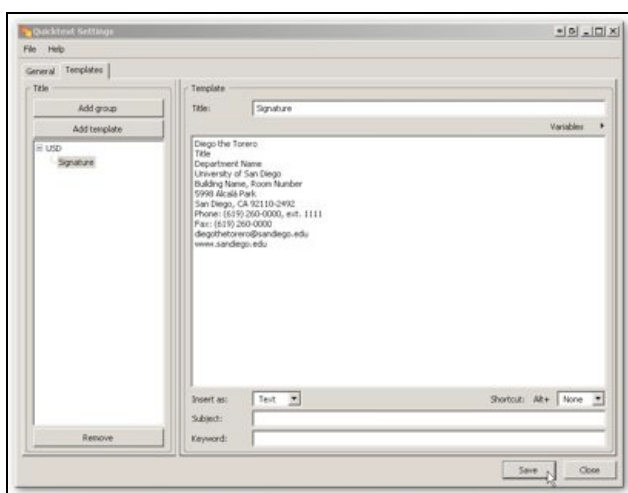 Quicktext Settings
File Help
General Templates
Title
Add group
Add template
USD
Signature
Remove
Template
Title: Signature
Variables
Diego the Torero
Title
Department Name
University of San Diego
Building Name, Room Number
5998 Alcalá Park
San Diego, CA 92110-2492
Phone: (619) 260-0000, ext. 1111
Fax: (619) 260-0000
diegothetorero@sandiego.edu
www.sandiego.edu
Insert as: Text Shortcut: Alt+ None
Subject:
Keyword:
Save Close